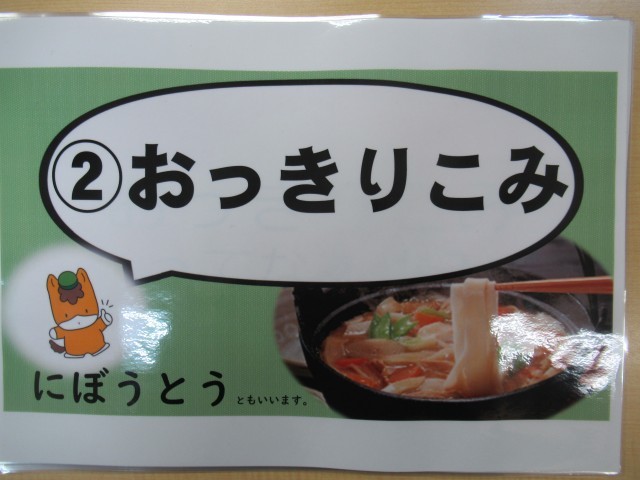 ②おっきりこみ
にぼうとう ともいいます。